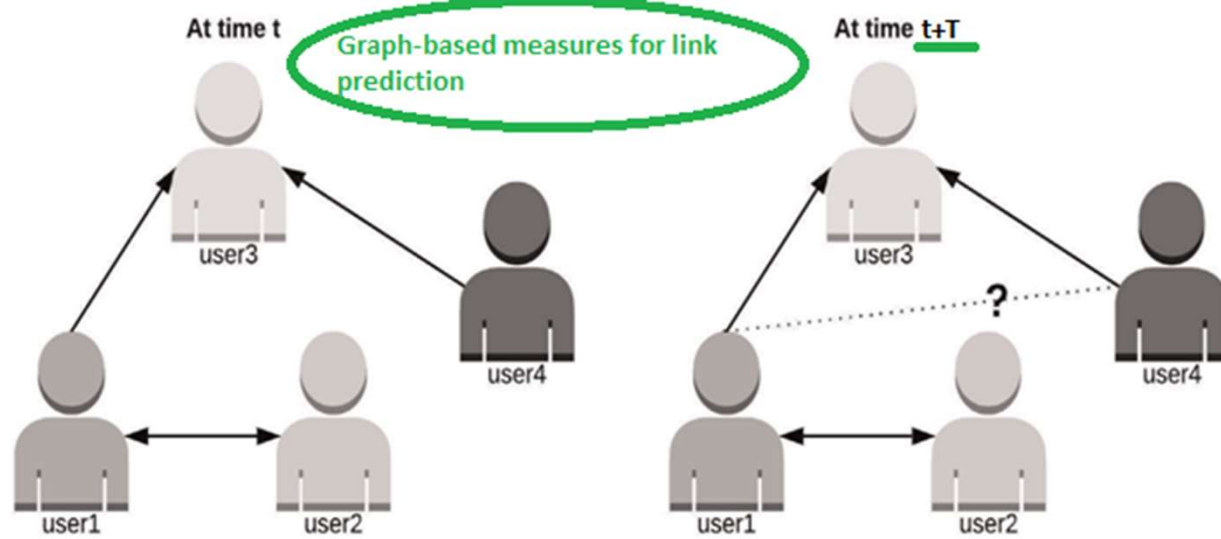 At time t
Graph-based measures for link
prediction
At time t+T
user3
user4
user1
user2
user3
?
user4
user1
user2